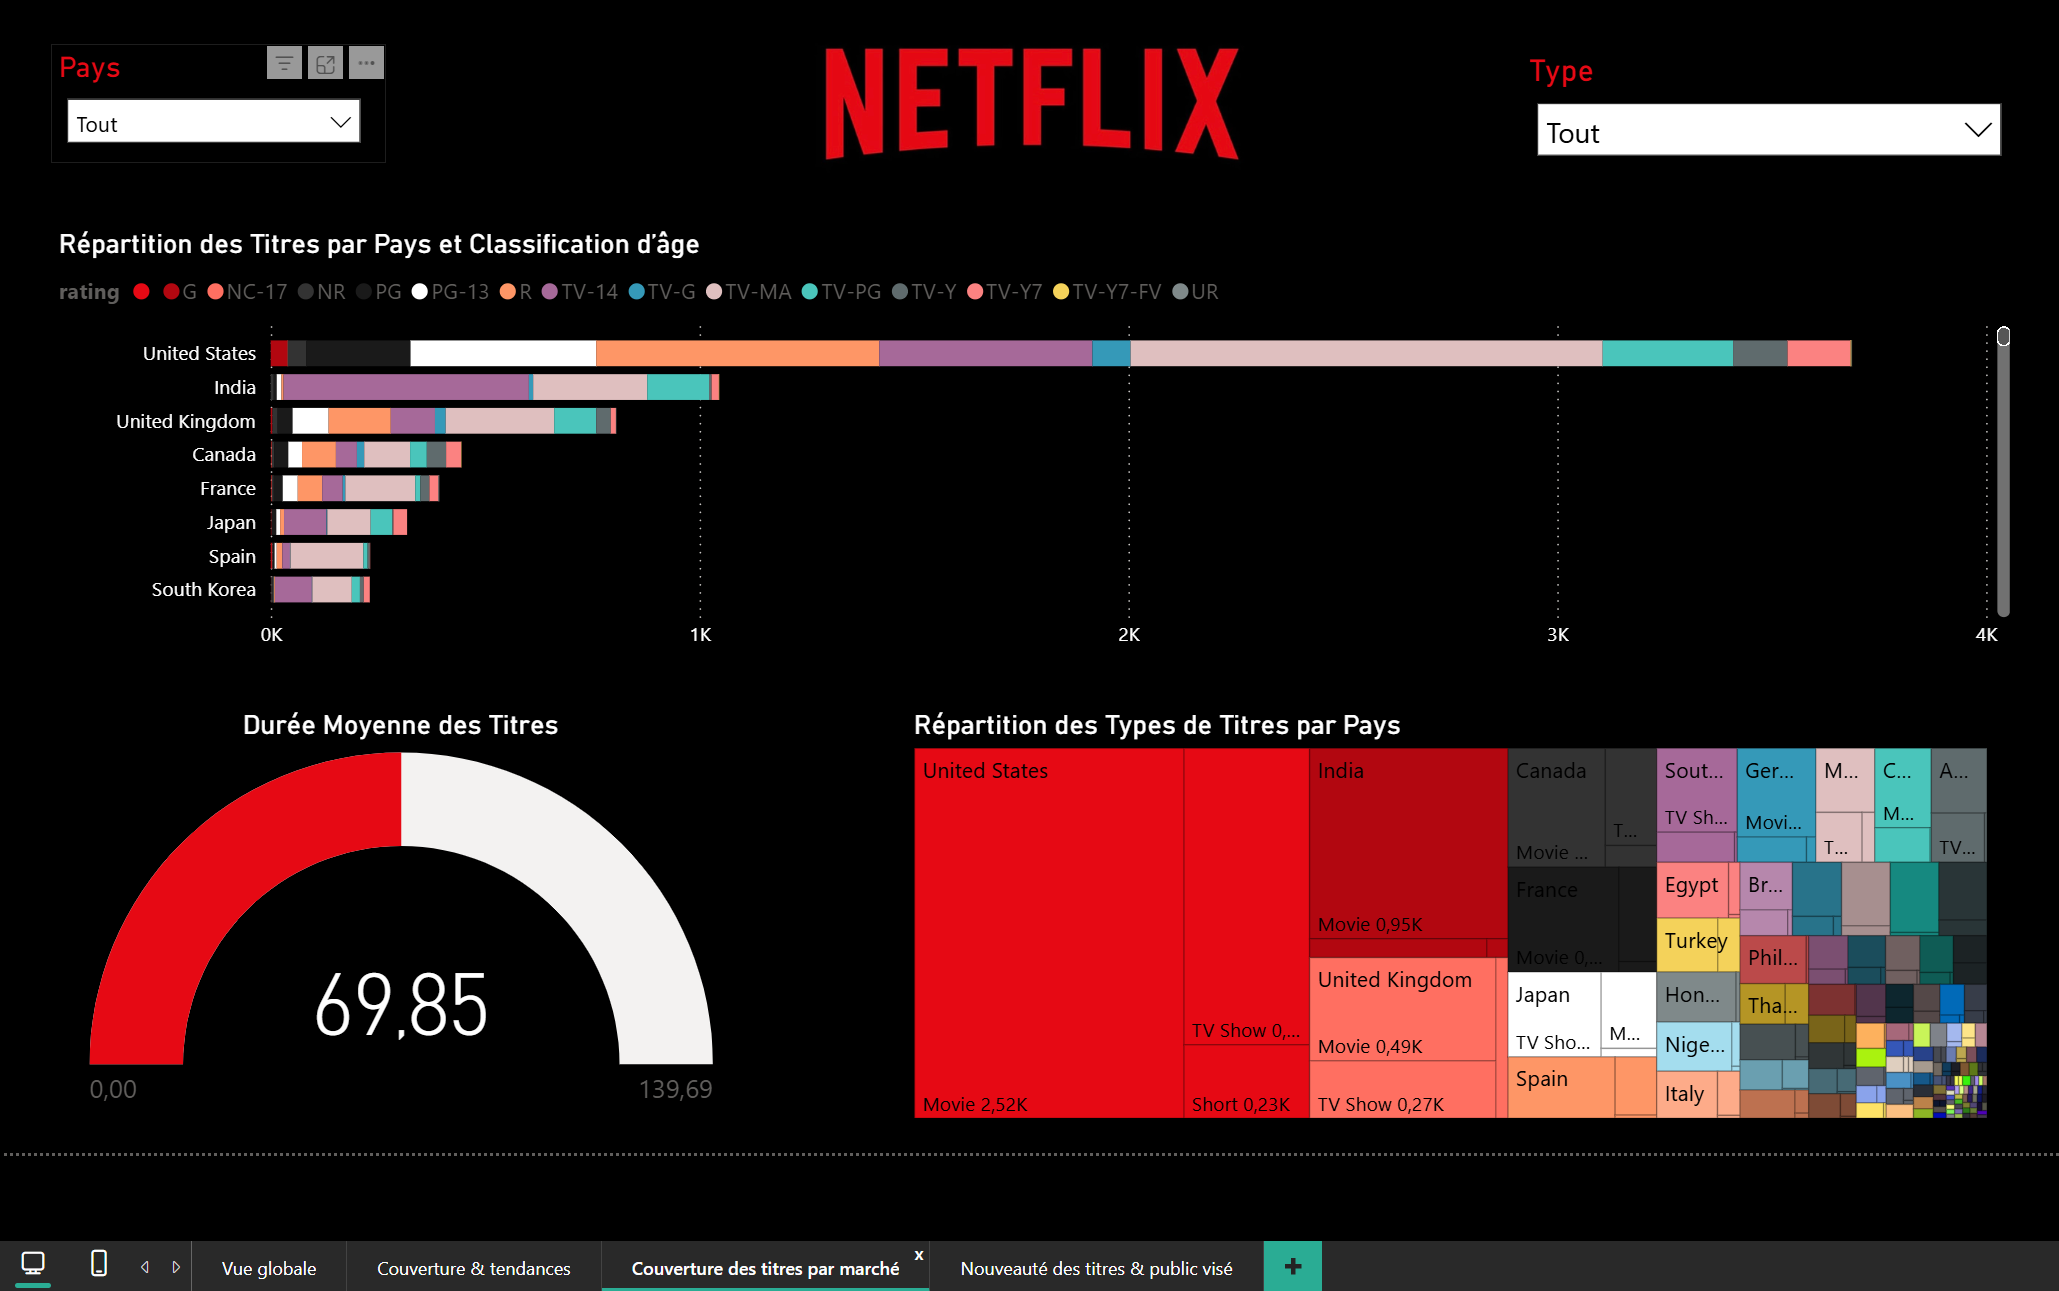 Pays
Tout
NETFLIX
Type
Tout
Répartition des Titres par Pays et Classification d’âge
rating G NC-17 NR PG PG-13 R TV-14 TV-G TV-MA TV-PG TV-Y TV-Y7 TV-Y7-FV UR
United States
India
United Kingdom
Canada
France
Japan
Spain
South Korea
0K 1K 2K 3K 4K
Durée Moyenne des Titres
69,85
0,00 139,69
Répartition des Types de Titres par Pays
United States
Movie 2,52K
TV Show 0,...
Short 0,23K
India
Movie 0,95K
United Kingdom
Movie 0,49K
TV Show 0,27K
Canada
Movie ...
T...
France
Movie 0,...
Japan
TV Sho...
M...
Spain
Sout...
TV Sh...
Ger...
Movi...
M...
T...
C...
M...
A...
TV...
Egypt
Br...
Turkey
Phil...
Hon...
Tha...
Nige...
Italy
Vue globale
Couverture & tendances
Couverture des titres par marché
x
Nouveauté des titres & public visé
+